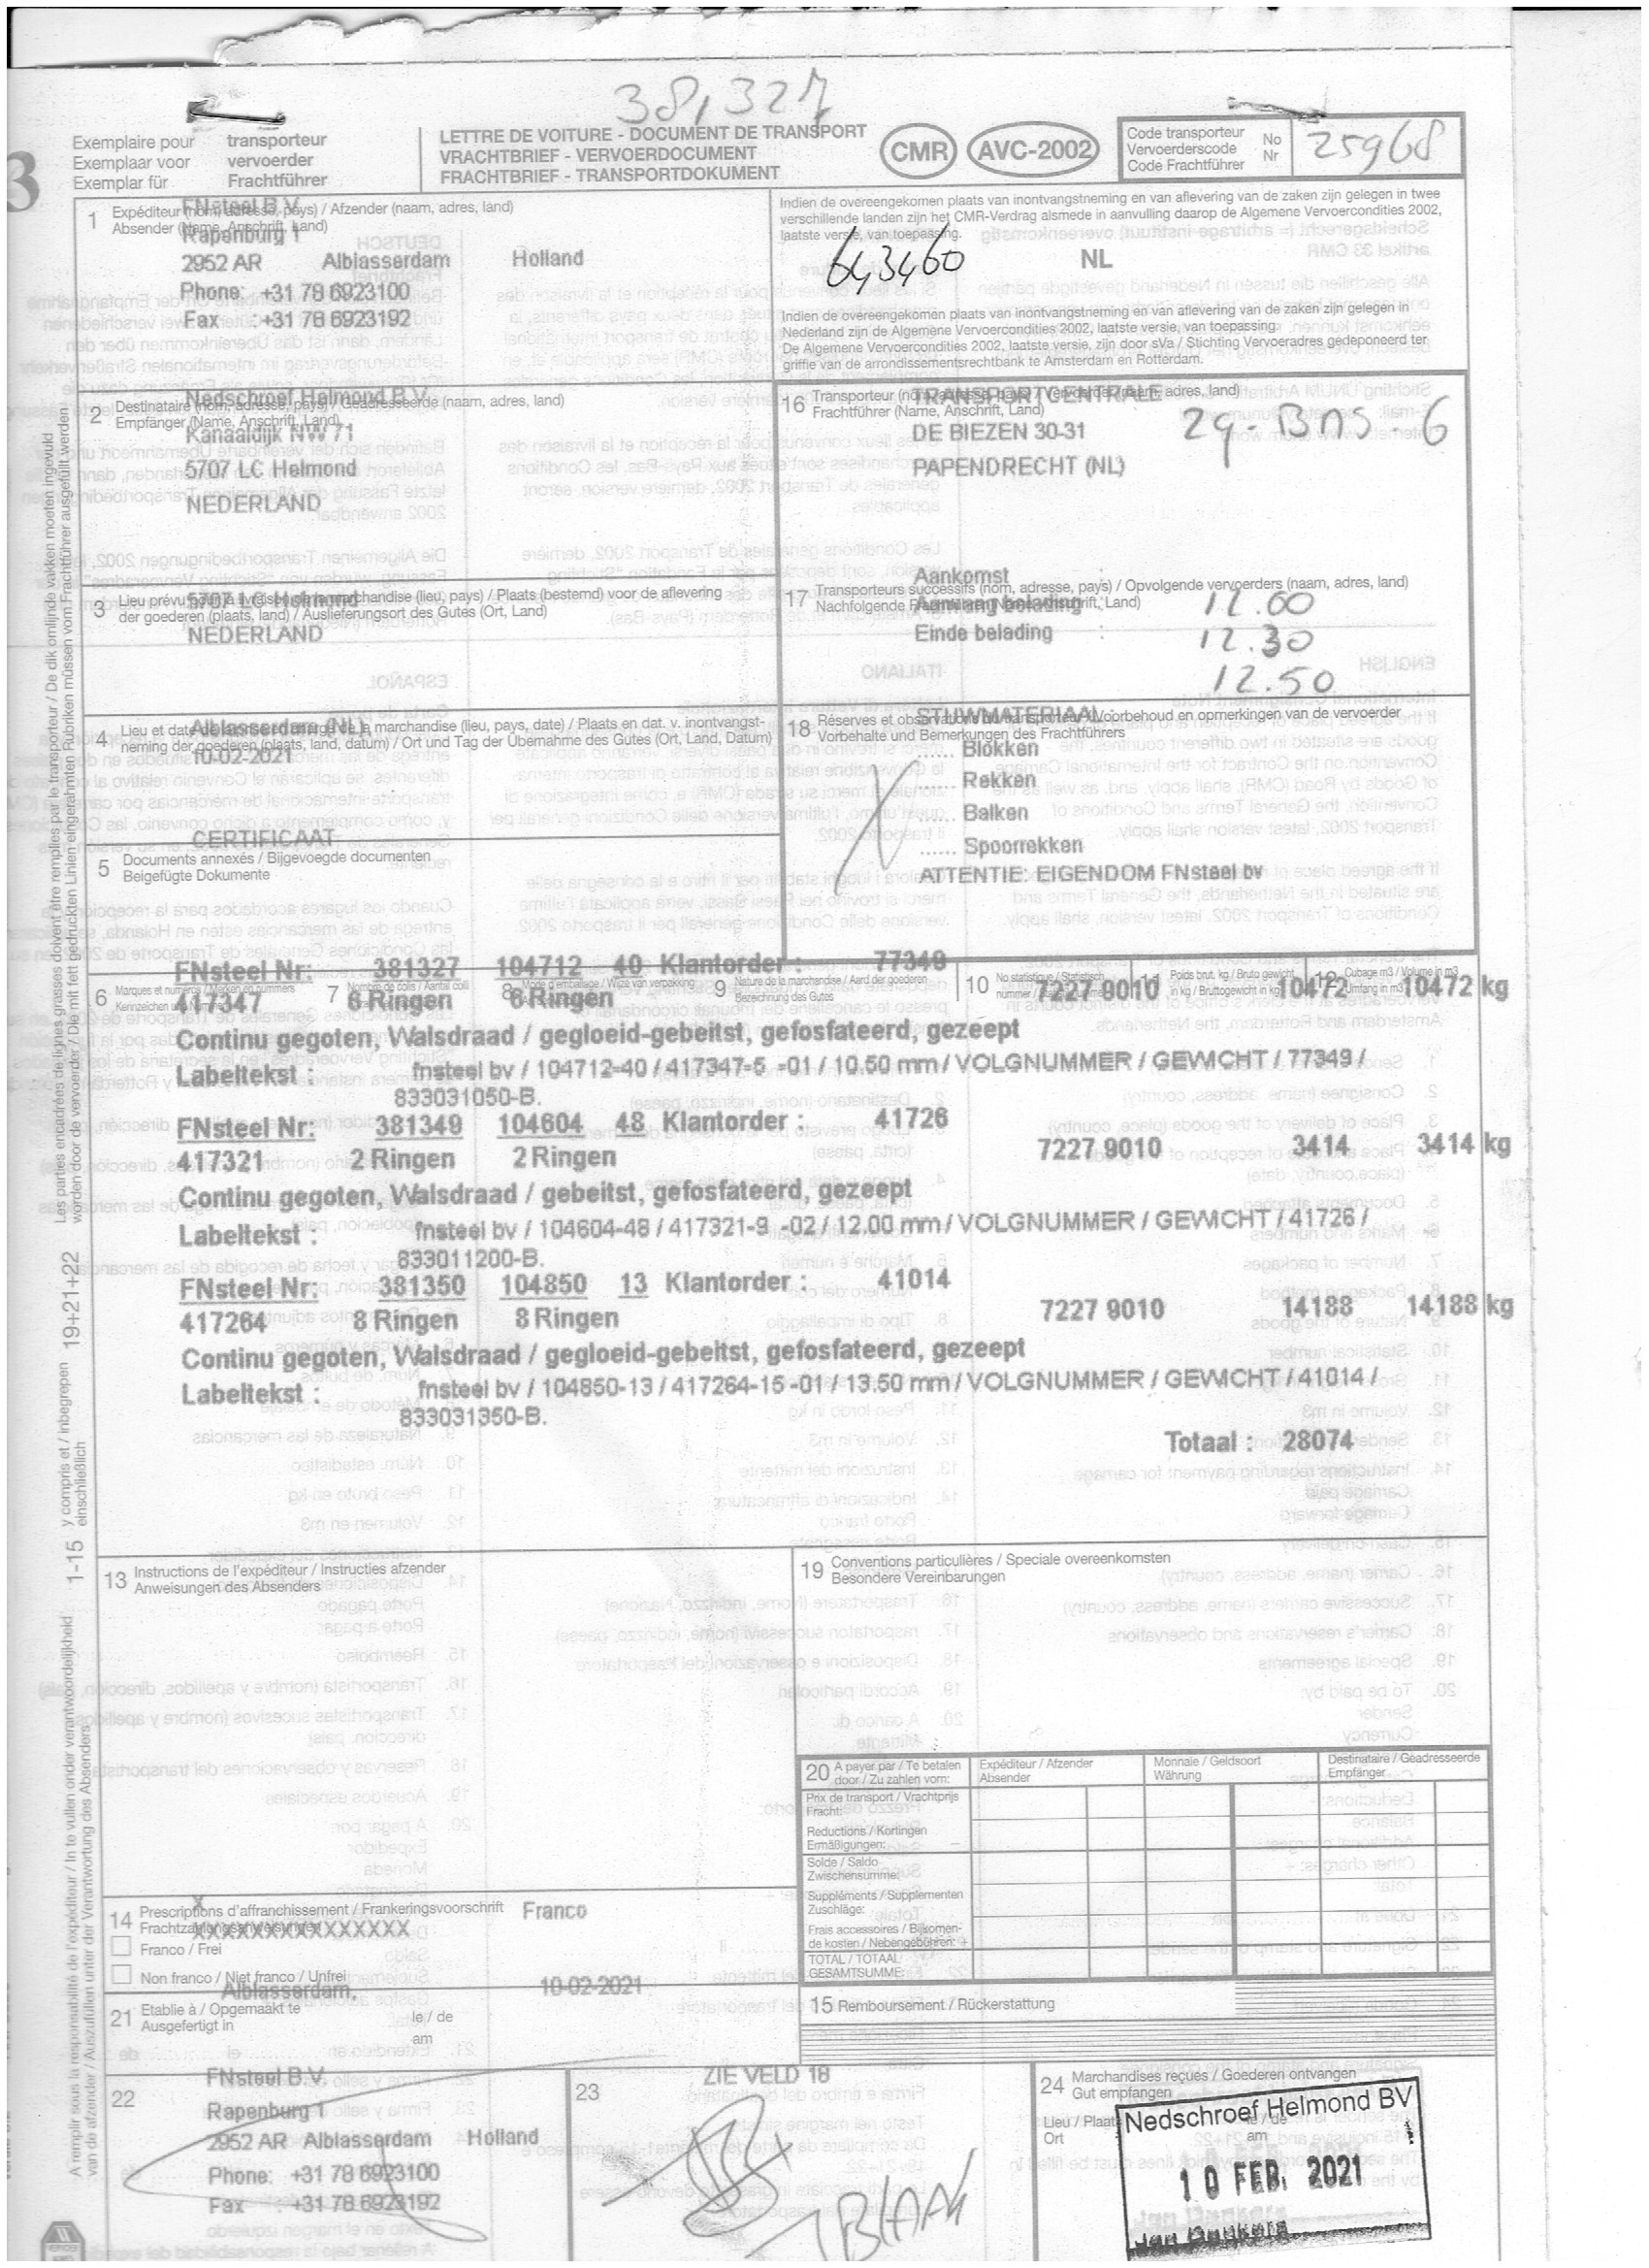 38,327
3
Exemplaire pour transporteur
Exemplaar voor vervoerder
Exemplar für Frachtführer
LETTRE DE VOITURE - DOCUMENT DE TRANSPORT
VRACHTBRIEF - VERVOERDOCUMENT
FRACHTBRIEF - TRANSPORTDOKUMENT
CMR
AVC-2002
Code transporteur No
Vervoerderscode Nr
Code Frachtführer
25968
1 Expéditeur (nom, adresse, pays) / Afzender (naam, adres, land)
Absender (Name, Anschrift, Land)
FNsteel B.V.
Rapenburg 1
2952 AR Alblasserdam Holland
Phone: +31 78 6923100
Fax : +31 78 6923192
Indien de overeengekomen plaats van inontvangstneming en van aflevering van de zaken zijn gelegen in twee
verschillende landen zijn het CMR-Verdrag alsmede in aanvulling daarop de Algemene Vervoercondities 2002,
laatste versie, van toepassing.
643460 NL
Indien de overeengekomen plaats van inontvangstneming en van aflevering van de zaken zijn gelegen in
Nederland zijn de Algemene Vervoercondities 2002, laatste versie, van toepassing.
De Algemene Vervoercondities 2002, laatste versie, zijn door sVa / Stichting Vervoeradres gedeponeerd ter
griffie van de arrondissementsrechtbank te Amsterdam en Rotterdam.
2 Destinataire (nom, adresse, pays) / Geadresseerde (naam, adres, land)
Empfänger (Name, Anschrift, Land)
Nedschroef Helmond B.V.
Kanaaldijk NW 71
5707 LC Helmond
NEDERLAND
16 Transporteur (nom, adresse, pays) / Vervoerder (naam, adres, land)
Frachtführer (Name, Anschrift, Land)
TRANSPORTCENTRALE
DE BIEZEN 30-31
PAPENDRECHT (NL)
29-BNS-6
3 Lieu prévu pour la livraison de la marchandise (lieu, pays) / Plaats (bestemd) voor de aflevering
der goederen (plaats, land) / Auslieferungsort des Gutes (Ort, Land)
5707 LC Helmond
NEDERLAND
17 Transporteurs successifs (nom, adresse, pays) / Opvolgende vervoerders (naam, adres, land)
Nachfolgende Frachtführer (Name, Anschrift, Land)
Aankomst :
Aanvang belading : 12.00
Einde belading : 12.30
12.50
4 Lieu et date de la prise en charge de la marchandise (lieu, pays, date) / Plaats en dat. v. inontvangst-
neming der goederen (plaats, land, datum) / Ort und Tag der Übernahme des Gutes (Ort, Land, Datum)
Alblasserdam (NL)
10-02-2021
18 Réserves et observations du transporteur / Voorbehoud en opmerkingen van de vervoerder
Vorbehalte und Bemerkungen des Frachtführers
STUWMATERIAAL :
...... Blokken
...... Rekken
...... Balken
...... Spoorrekken
ATTENTIE: EIGENDOM FNsteel bv
CERTIFICAAT
5 Documents annexés / Bijgevoegde documenten
Beigefügte Dokumente
FNsteel Nr: 381327 104712 40 Klantorder : 77349
6 Marques et numéros / Merken en nummers
Kennzeichen und Nummern
7 Nombre de colis / Aantal colli
8 Mode d'emballage / Wijze van verpakking
9 Nature de la marchandise / Aard der goederen
Bezeichnung des Gutes
10 No statistique / Statistisch
nummer
11 Poids brut, kg / Bruto gewicht
in kg / Bruttogewicht in kg
12 Cubage m3 / Volume in m3
Umfang in m3
417347 6 Ringen 6 Ringen 7227 9010 10472 10472 kg
Continu gegoten, Walsdraad / gegloeid-gebeitst, gefosfateerd, gezeept
Labeltekst : fnsteel bv / 104712-40 / 417347-5 -01 / 10.50 mm / VOLGNUMMER / GEWICHT / 77349 /
833031050-B.
FNsteel Nr: 381349 104604 48 Klantorder : 41726
417321 2 Ringen 2 Ringen 7227 9010 3414 3414 kg
Continu gegoten, Walsdraad / gebeitst, gefosfateerd, gezeept
Labeltekst : fnsteel bv / 104604-48 / 417321-9 -02 / 12.00 mm / VOLGNUMMER / GEWICHT / 41726 /
833011200-B.
FNsteel Nr: 381350 104850 13 Klantorder : 41014
417264 8 Ringen 8 Ringen 7227 9010 14188 14188 kg
Continu gegoten, Walsdraad / gegloeid-gebeitst, gefosfateerd, gezeept
Labeltekst : fnsteel bv / 104850-13 / 417264-15 -01 / 13.50 mm / VOLGNUMMER / GEWICHT / 41014 /
833031350-B.
Totaal : 28074
13 Instructions de l'expéditeur / Instructies afzender
Anweisungen des Absenders
19 Conventions particulières / Speciale overeenkomsten
Besondere Vereinbarungen
20 A payer par / Te betalen
door / Zu zahlen vom:
Expéditeur / Afzender
Absender
Monnaie / Geldsoort
Währung
Destinataire / Geadresseerde
Empfänger
Prix de transport / Vrachtprijs
Fracht:
Reductions / Kortingen
Ermäßigungen: -
Solde / Saldo
Zwischensumme:
Suppléments / Supplementen
Zuschläge:
Frais accessoires / Bijkomen-
de kosten / Nebengebühren: +
TOTAL / TOTAAL
GESAMTSUMME:
14 Prescriptions d'affranchissement / Frankeringsvoorschrift Franco
Frachtzahlungsanweisungen
XXXXXXXXXXXXXXX
Franco / Frei
Non franco / Niet franco / Unfrei
Alblasserdam, 10-02-2021
21 Etablie à / Opgemaakt te le / de
Ausgefertigt in am
15 Remboursement / Rückerstattung
22
FNsteel B.V.
Rapenburg 1
2952 AR Alblasserdam Holland
Phone: +31 78 6923100
Fax : +31 78 6923192
23
ZIE VELD 18
24 Marchandises reçues / Goederen ontvangen
Gut empfangen
Lieu / Plaats le / de
Ort am
Nedschroef Helmond BV
10 FEB. 2021
Les parties encadrées de lignes grasses doivent être remplies par le transporteur / De dik omlijnde vakken moeten ingevuld
worden door de vervoerder / Die mit fett gedruckten Linien eingerahmten Rubriken müssen vom Frachtführer ausgefüllt werden
19+21+22
y compris et / inbegrepen
einschließlich
1-15
A remplir sous la responsabilité de l'expéditeur / In te vullen onder verantwoordelijkheid
van de afzender / Auszufüllen unter der Verantwortung des Absenders